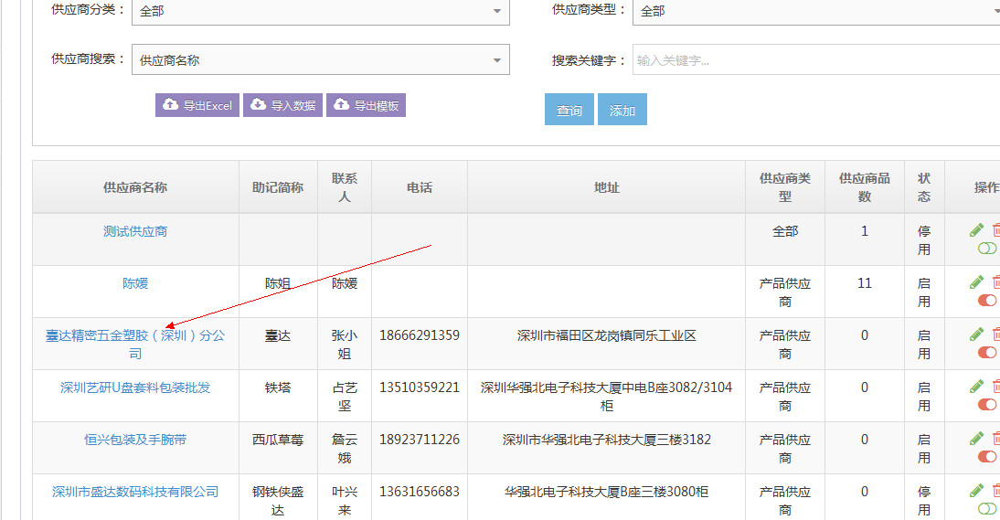 供应商分类： 全部 供应商类型： 全部
供应商搜索： 供应商名称 搜索关键字： 输入关键字...
导出Excel 导入数据 导出模板 查询 添加
供应商名称 助记简称 联系人 电话 地址 供应商类型 供应商品数 状态 操作
测试供应商 全部 1 停用
陈媛 陈姐 陈媛 产品供应商 11 启用
臺达精密五金塑胶（深圳）分公司 臺达 张小姐 18666291359 深圳市福田区龙岗镇同乐工业区 产品供应商 0 启用
深圳艺研U盘套料包装批发 铁塔 占艺坚 13510359221 深圳华强北电子科技大厦中电B座3082/3104柜 产品供应商 0 启用
恒兴包装及手腕带 西瓜草莓 詹云娥 18923711226 深圳市华强北电子科技大厦三楼3182 产品供应商 0 启用
深圳市盛达数码科技有限公司 钢铁侠盛达 叶兴来 13631656683 华强北电子科技大厦B座三楼3080柜 产品供应商 0 停用